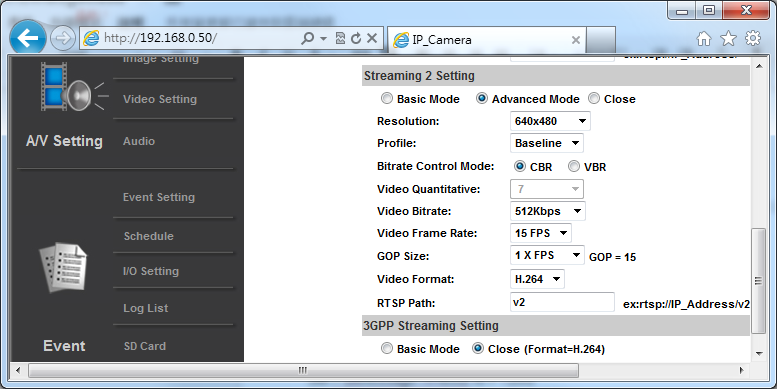 http://192.168.0.50/
IP_Camera
Image Setting
Video Setting
A/V Setting
Audio
Event Setting
Schedule
I/O Setting
Log List
Event
SD Card
Streaming 2 Setting
Basic Mode Advanced Mode Close
Resolution: 640x480
Profile: Baseline
Bitrate Control Mode: CBR VBR
Video Quantitative: 7
Video Bitrate: 512Kbps
Video Frame Rate: 15 FPS
GOP Size: 1 X FPS GOP = 15
Video Format: H.264
RTSP Path: v2 ex:rtsp://IP_Address/v2
3GPP Streaming Setting
Basic Mode Close (Format=H.264)